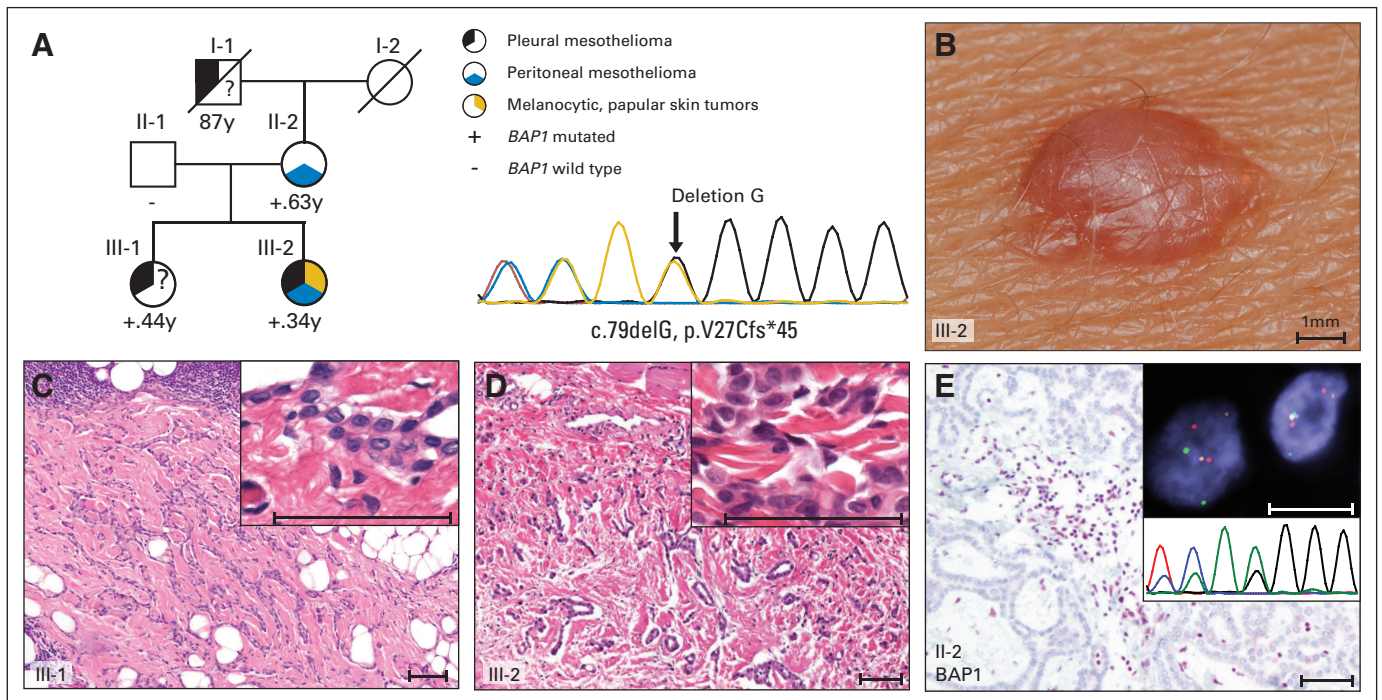 A
I-1
I-2
?
87y
II-1
II-2
-
+.63y
III-1
III-2
?
+.44y
+.34y
Pleural mesothelioma
Peritoneal mesothelioma
Melanocytic, papular skin tumors
+ BAP1 mutated
- BAP1 wild type
Deletion G
c.79delG, p.V27Cfs*45
B
III-2
1mm
C
III-1
D
III-2
E
II-2
BAP1